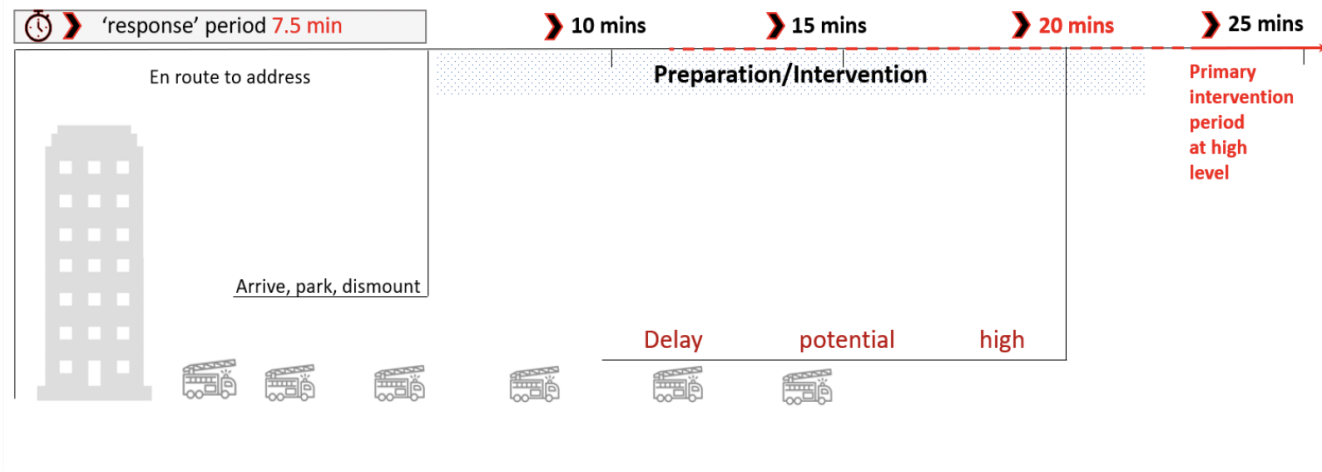 ‘response’ period 7.5 min
10 mins
15 mins
20 mins
25 mins
En route to address
Preparation/Intervention
Primary
intervention
period
at high
level
Arrive, park, dismount
Delay potential high